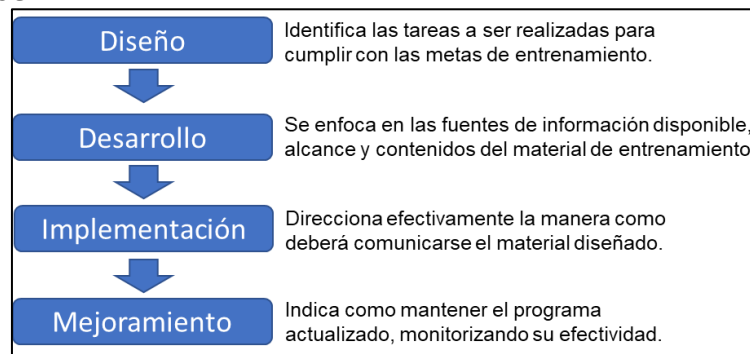 Diseño
Identifica las tareas a ser realizadas para
cumplir con las metas de entrenamiento.
Desarrollo
Se enfoca en las fuentes de información disponible,
alcance y contenidos del material de entrenamiento
Implementación
Direcciona efectivamente la manera como
deberá comunicarse el material diseñado.
Mejoramiento
Indica como mantener el programa
actualizado, monitorizando su efectividad.